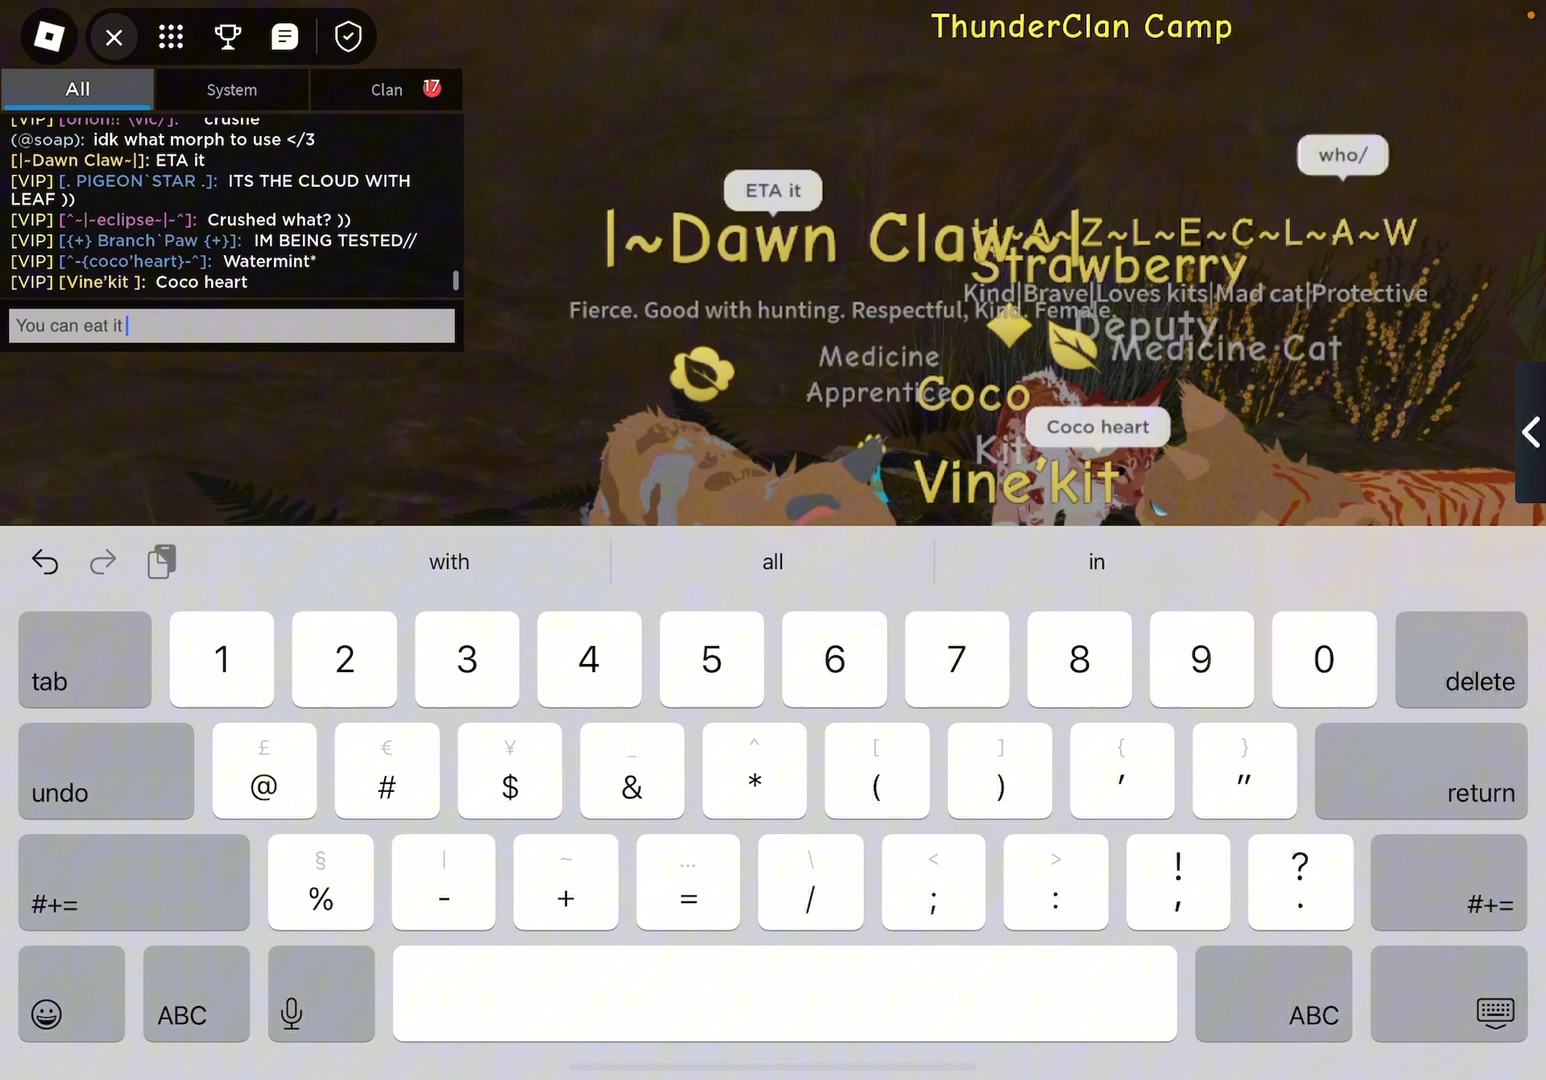 ThunderClan Camp
All
System
Clan
17
[VIP] [orion!! \vic/]: crushe
(@soap): idk what morph to use </3
[|~Dawn Claw~|]: ETA it
[VIP] [. PIGEON`STAR .]: ITS THE CLOUD WITH
LEAF ))
[VIP] [^~|~eclipse~|~^]: Crushed what? ))
[VIP] [{+} Branch`Paw {+}]: IM BEING TESTED//
[VIP] [^-{coco'heart}-^]: Watermint*
[VIP] [Vine'kit ]: Coco heart
You can eat it
who/
ETA it
|~Dawn Claw~|
H~A~Z~L~E~C~L~A~W
Strawberry
Kind|Brave|Loves kits|Mad cat|Protective
Fierce. Good with hunting. Respectful, Kind. Female.
Deputy
Medicine Cat
Medicine
Apprentice
Coco
Coco heart
Kit
Vine'kit
with
all
in
tab
1
2
3
4
5
6
7
8
9
0
delete
undo
£ € ¥ _ ^ [ ] { }
@ # $ & * ( ) ' "
return
#+=
§ | ~ … \ < > ! ?
% - + = / ; : , .
#+=
ABC
ABC